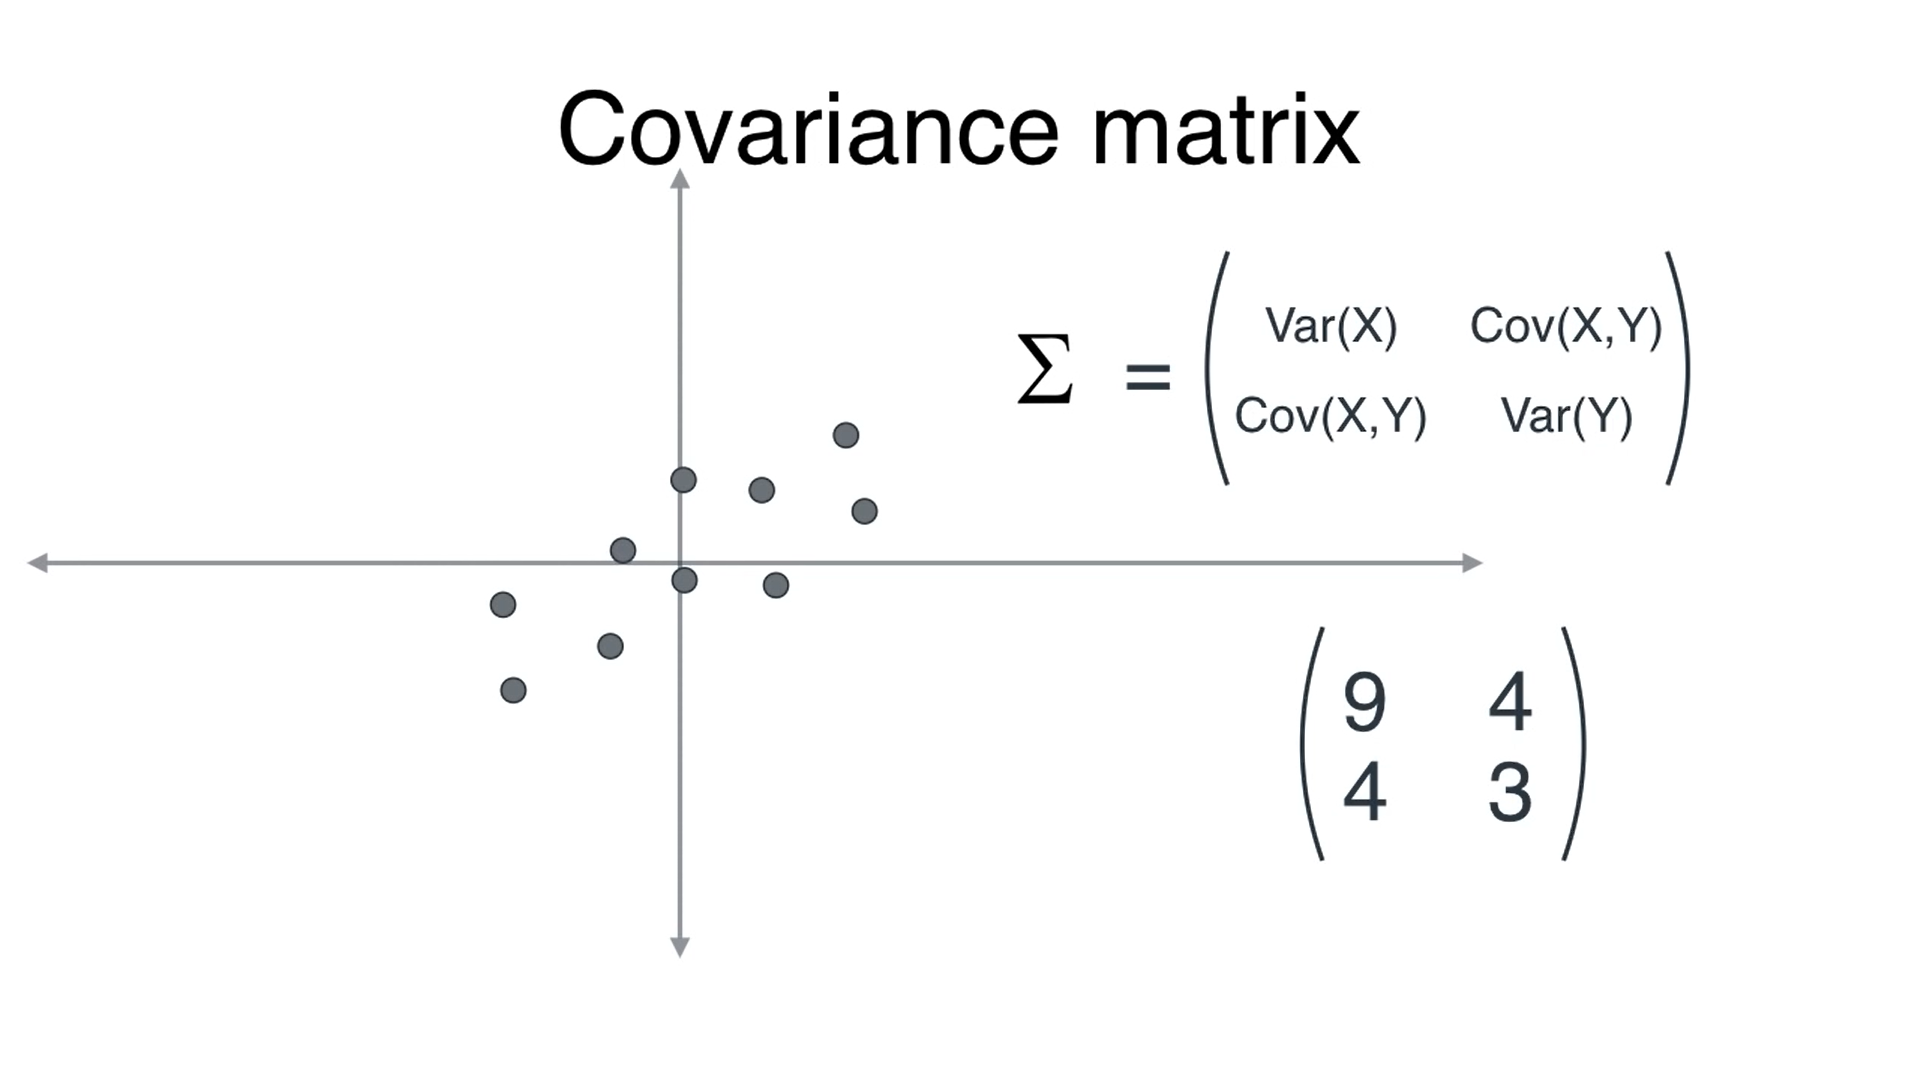 Covariance matrix
Σ = Var(X) Cov(X,Y)
Cov(X,Y) Var(Y)
9 4
4 3